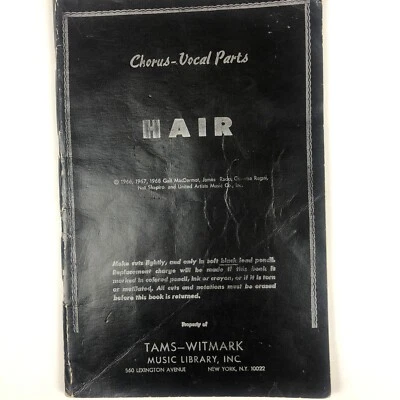 Chorus-Vocal Parts
HAIR
© 1966, 1967, 1968 Galt MacDermot, James Rado, Gerome Ragni,
Nat Shapiro and United Artists Music Co., Inc.
Make cuts lightly, and only in soft black lead pencil.
Replacement charge will be made if this book is
marked in colored pencil, ink or crayon, or if it is torn
or mutilated. All cuts and notations must be erased
before this book is returned.
Property of
TAMS-WITMARK
MUSIC LIBRARY, INC
560 LEXINGTON AVENUE NEW YORK, N.Y. 10022